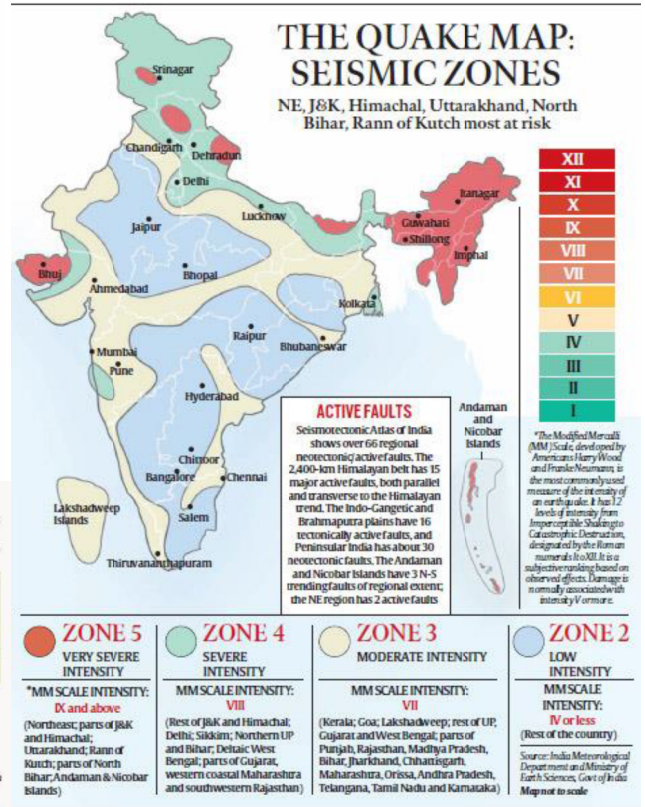 THE QUAKE MAP:
SEISMIC ZONES
NE, J&K, Himachal, Uttarakhand, North
Bihar, Rann of Kutch most at risk
Srinagar
Chandigarh
Dehradun
Delhi
Lucknow
Jaipur
Bhuj
Ahmedabad
Bhopal
Kolkata
Itanagar
Guwahati
Shillong
Imphal
Mumbai
Pune
Raipur
Bhubaneswar
Hyderabad
Chittoor
Bangalore
Chennai
Lakshadweep
Islands
Salem
Thiruvananthapuram
XII
XI
X
IX
VIII
VII
VI
V
IV
III
II
I
ACTIVE FAULTS
Seismotectonic Atlas of India
shows over 66 regional
neotectonic active faults. The
2,400-km Himalayan belt has 15
major active faults, both parallel
and transverse to the Himalayan
trend. The Indo-Gangetic and
Brahmaputra plains have 16
tectonically active faults, and
Peninsular India has about 30
neotectonic faults. The Andaman
and Nicobar Islands have 3 N-S
trending faults of regional extent;
the NE region has 2 active faults
Andaman
and
Nicobar
Islands
*The Modified Mercalli
(MM) Scale, developed by
Americans Harry Wood
and Franke Neumann, is
the most commonly used
measure of the intensity of
an earthquake. It has 12
levels of intensity from
Imperceptible Shaking to
Catastrophic Destruction,
designated by the Roman
numerals I to XII. It is a
subjective ranking based on
observed effects. Damage is
normally associated with
intensity V or more.
ZONE 5
VERY SEVERE
INTENSITY
*MM SCALE INTENSITY:
IX and above
(Northeast; parts of J&K
and Himachal;
Uttarakhand; Rann of
Kutch; parts of North
Bihar; Andaman & Nicobar
Islands)
ZONE 4
SEVERE
INTENSITY
MM SCALE INTENSITY:
VIII
(Rest of J&K and Himachal;
Delhi; Sikkim; Northern UP
and Bihar; Deltaic West
Bengal; parts of Gujarat,
western coastal Maharashtra
and southwestern Rajasthan)
ZONE 3
MODERATE INTENSITY
MM SCALE INTENSITY:
VII
(Kerala; Goa; Lakshadweep; rest of UP,
Gujarat and West Bengal; parts of
Punjab, Rajasthan, Madhya Pradesh,
Bihar, Jharkhand, Chhattisgarh,
Maharashtra, Orissa, Andhra Pradesh,
Telangana, Tamil Nadu and Karnataka)
ZONE 2
LOW
INTENSITY
MM SCALE
INTENSITY:
IV or less
(Rest of the country)
Source: India Meteorological
Department and Ministry of
Earth Sciences, Govt of India
Map not to scale